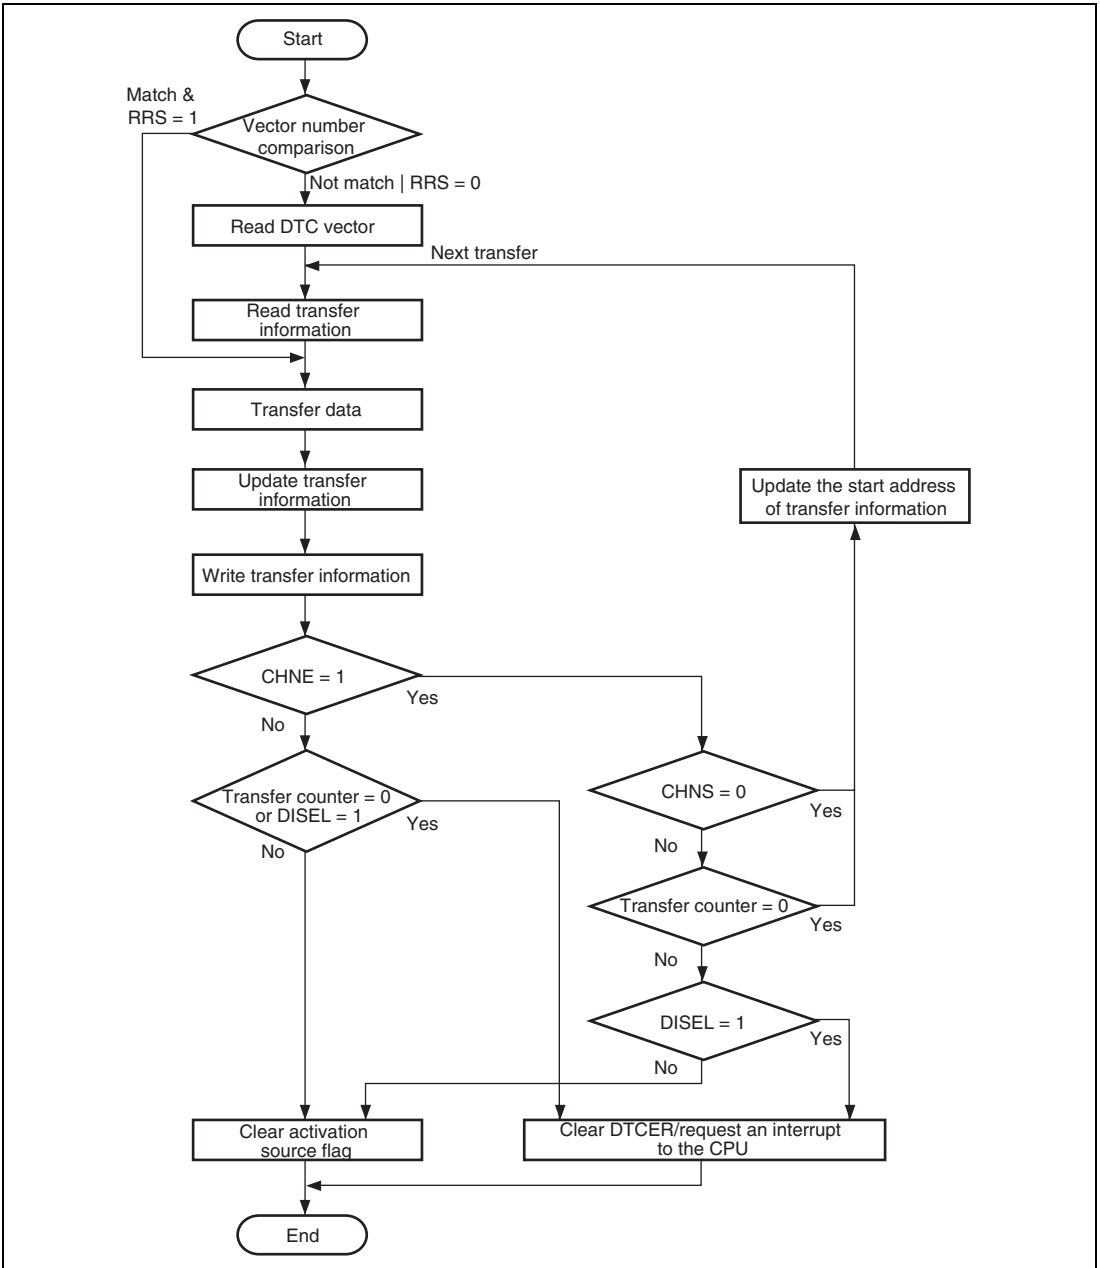 Start
Match &
RRS = 1
Vector number
comparison
Not match | RRS = 0
Read DTC vector
Next transfer
Read transfer
information
Transfer data
Update transfer
information
Update the start address
of transfer information
Write transfer information
CHNE = 1
Yes
No
Transfer counter = 0
or DISEL = 1
Yes
No
CHNS = 0
Yes
No
Transfer counter = 0
Yes
No
DISEL = 1
Yes
No
Clear activation
source flag
Clear DTCER/request an interrupt
to the CPU
End